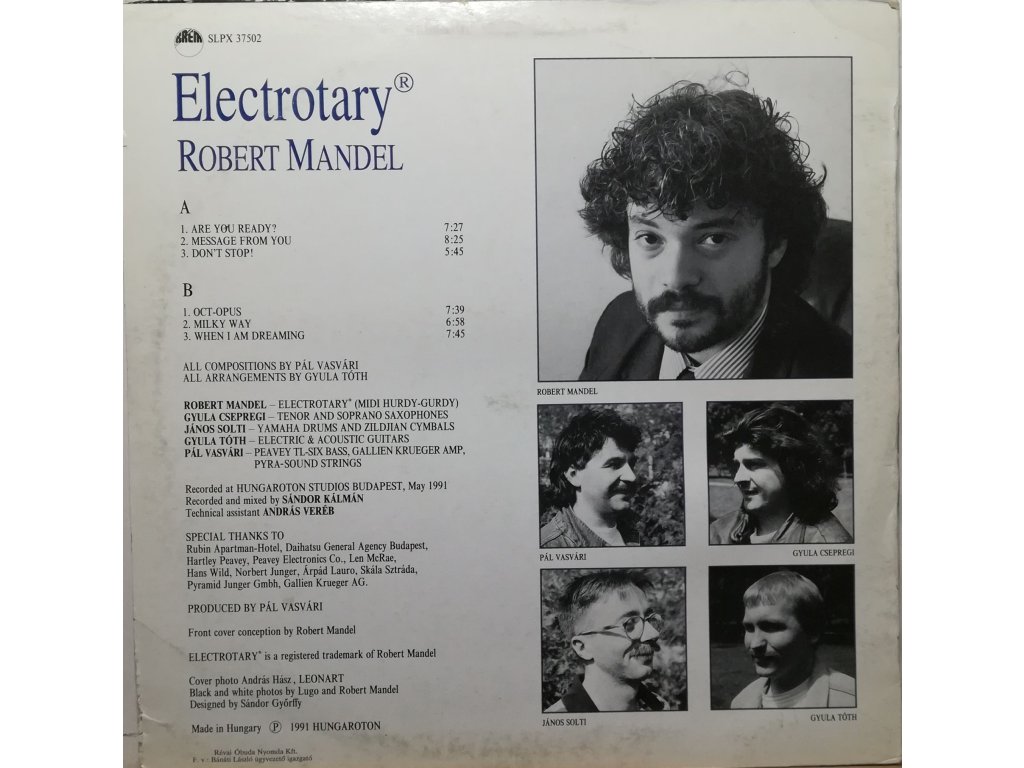 KRÉM SLPX 37502
Electrotary®
ROBERT MANDEL
A
1. ARE YOU READY? 7:27
2. MESSAGE FROM YOU 8:25
3. DON'T STOP! 5:45
B
1. OCT-OPUS 7:39
2. MILKY WAY 6:58
3. WHEN I AM DREAMING 7:45
ALL COMPOSITIONS BY PÁL VASVÁRI
ALL ARRANGEMENTS BY GYULA TÓTH
ROBERT MANDEL – ELECTROTARY® (MIDI HURDY-GURDY)
GYULA CSEPREGI – TENOR AND SOPRANO SAXOPHONES
JÁNOS SOLTI – YAMAHA DRUMS AND ZILDJIAN CYMBALS
GYULA TÓTH – ELECTRIC & ACOUSTIC GUITARS
PÁL VASVÁRI – PEAVEY TL-SIX BASS, GALLIEN KRUEGER AMP,
PYRA-SOUND STRINGS
Recorded at HUNGAROTON STUDIOS BUDAPEST, May 1991
Recorded and mixed by SÁNDOR KÁLMÁN
Technical assistant ANDRÁS VERÉB
SPECIAL THANKS TO
Rubin Apartman-Hotel, Daihatsu General Agency Budapest,
Hartley Peavey, Peavey Electronics Co., Len McRae,
Hans Wild, Norbert Junger, Árpád Lauro, Skála Sztráda,
Pyramid Junger Gmbh, Gallien Krueger AG.
PRODUCED BY PÁL VASVÁRI
Front cover conception by Robert Mandel
ELECTROTARY® is a registered trademark of Robert Mandel
Cover photo András Hász, LEONART
Black and white photos by Lugo and Robert Mandel
Designed by Sándor Győrffy
Made in Hungary Ⓟ 1991 HUNGAROTON
Révai Óbuda Nyomda Kft.
F. v.: Bánáti László ügyvezető igazgató
ROBERT MANDEL
PÁL VASVÁRI
GYULA CSEPREGI
JÁNOS SOLTI
GYULA TÓTH